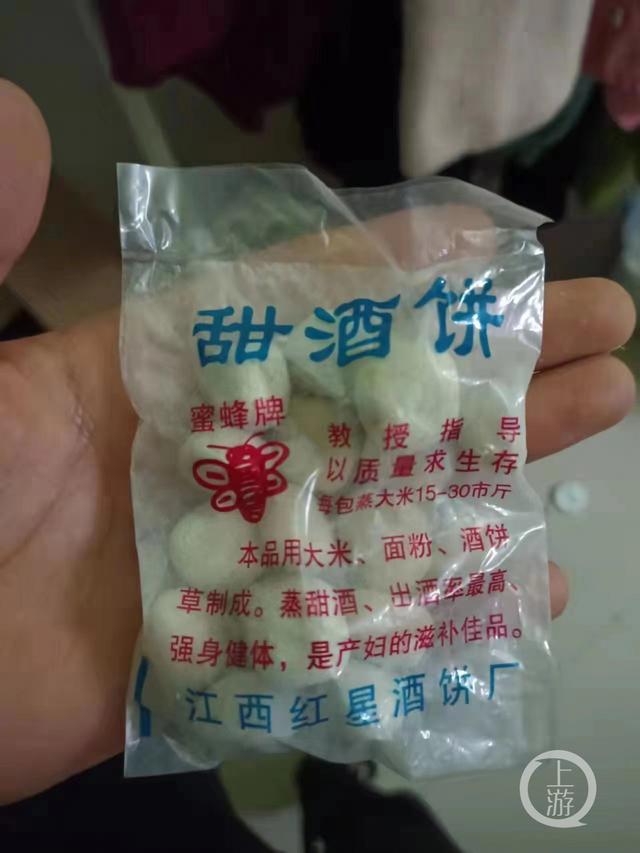 甜酒饼
蜜蜂牌
教授指导
以质量求生存
每包蒸大米15-30市斤
本品用大米、面粉、酒饼
草制成。蒸甜酒、出酒率最高、
强身健体，是产妇的滋补佳品。
江西红星酒饼厂
上游